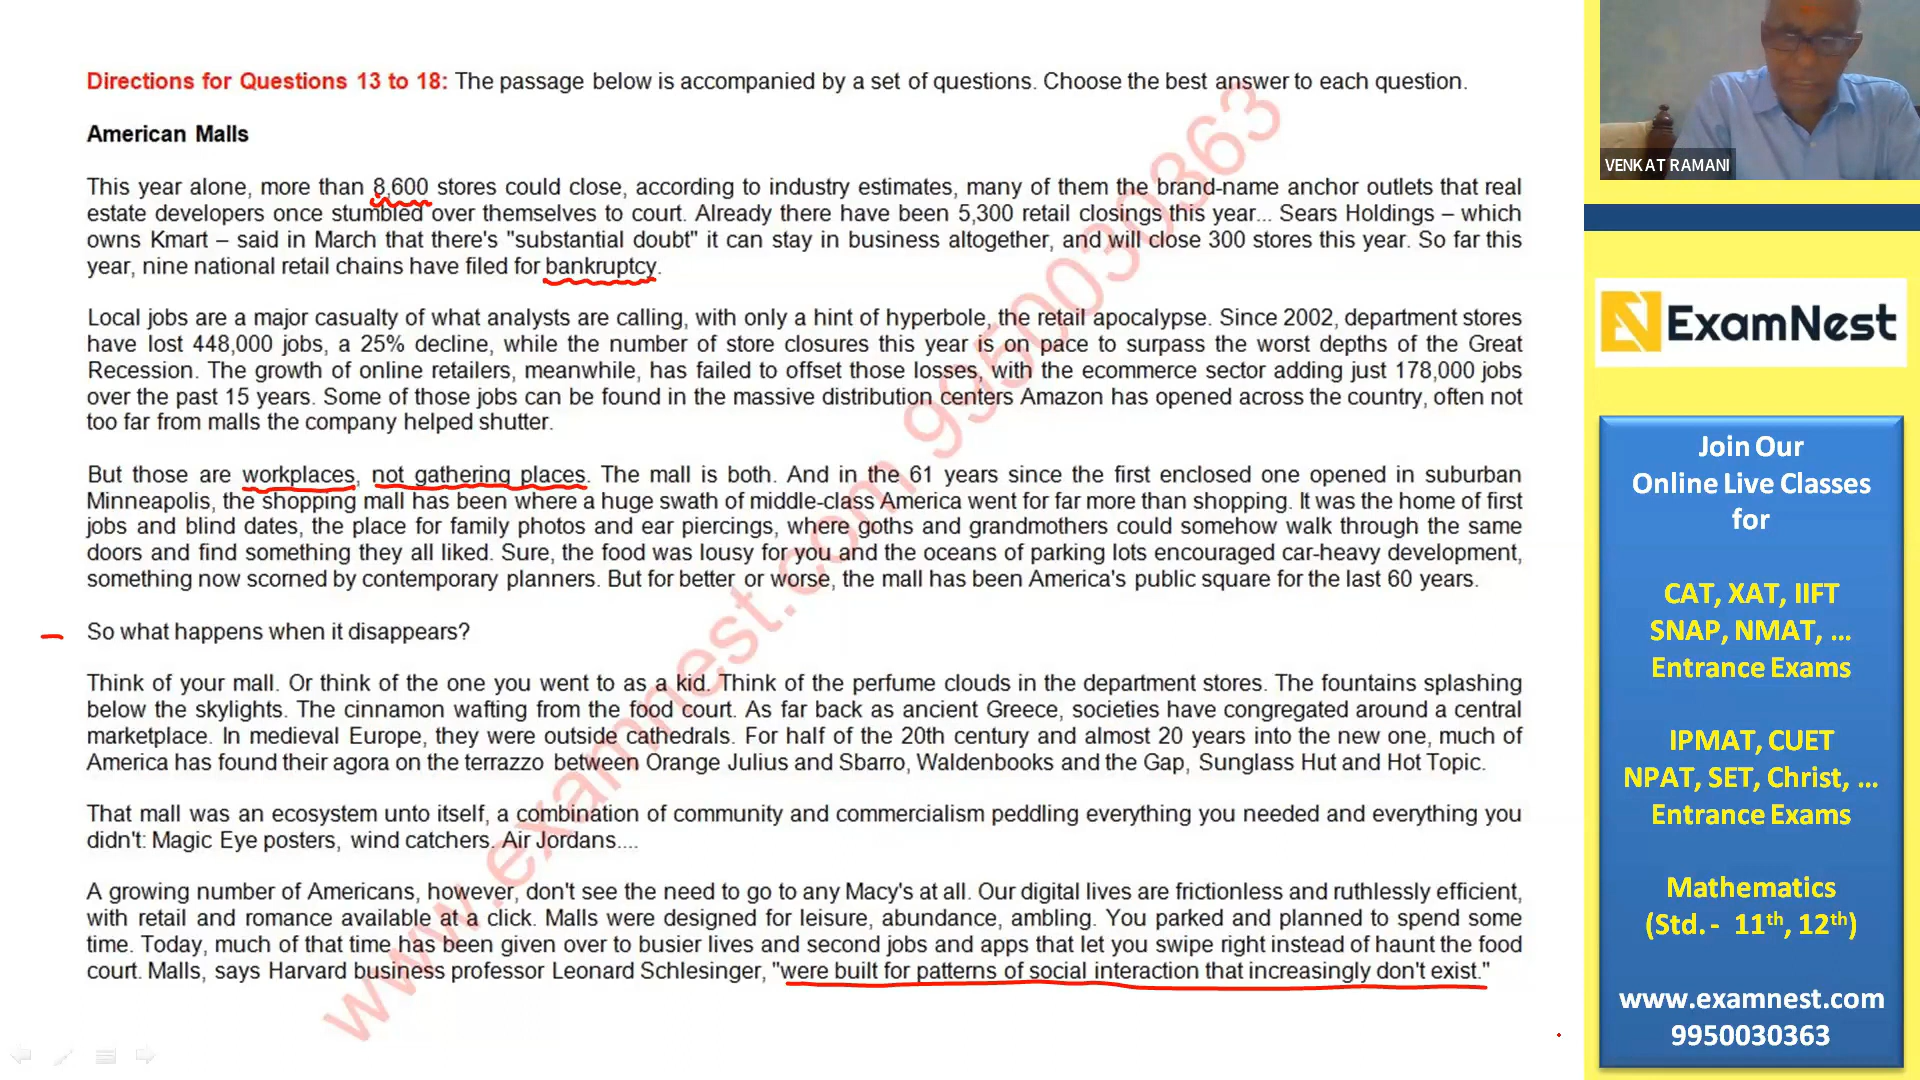 Directions for Questions 13 to 18: The passage below is accompanied by a set of questions. Choose the best answer to each question.
American Malls
This year alone, more than 8,600 stores could close, according to industry estimates, many of them the brand-name anchor outlets that real
estate developers once stumbled over themselves to court. Already there have been 5,300 retail closings this year... Sears Holdings – which
owns Kmart – said in March that there's "substantial doubt" it can stay in business altogether, and will close 300 stores this year. So far this
year, nine national retail chains have filed for bankruptcy.
Local jobs are a major casualty of what analysts are calling, with only a hint of hyperbole, the retail apocalypse. Since 2002, department stores
have lost 448,000 jobs, a 25% decline, while the number of store closures this year is on pace to surpass the worst depths of the Great
Recession. The growth of online retailers, meanwhile, has failed to offset those losses, with the ecommerce sector adding just 178,000 jobs
over the past 15 years. Some of those jobs can be found in the massive distribution centers Amazon has opened across the country, often not
too far from malls the company helped shutter.
But those are workplaces, not gathering places. The mall is both. And in the 61 years since the first enclosed one opened in suburban
Minneapolis, the shopping mall has been where a huge swath of middle-class America went for far more than shopping. It was the home of first
jobs and blind dates, the place for family photos and ear piercings, where goths and grandmothers could somehow walk through the same
doors and find something they all liked. Sure, the food was lousy for you and the oceans of parking lots encouraged car-heavy development,
something now scorned by contemporary planners. But for better or worse, the mall has been America's public square for the last 60 years.
So what happens when it disappears?
Think of your mall. Or think of the one you went to as a kid. Think of the perfume clouds in the department stores. The fountains splashing
below the skylights. The cinnamon wafting from the food court. As far back as ancient Greece, societies have congregated around a central
marketplace. In medieval Europe, they were outside cathedrals. For half of the 20th century and almost 20 years into the new one, much of
America has found their agora on the terrazzo between Orange Julius and Sbarro, Waldenbooks and the Gap, Sunglass Hut and Hot Topic.
That mall was an ecosystem unto itself, a combination of community and commercialism peddling everything you needed and everything you
didn't: Magic Eye posters, wind catchers. Air Jordans....
A growing number of Americans, however, don't see the need to go to any Macy's at all. Our digital lives are frictionless and ruthlessly efficient,
with retail and romance available at a click. Malls were designed for leisure, abundance, ambling. You parked and planned to spend some
time. Today, much of that time has been given over to busier lives and second jobs and apps that let you swipe right instead of haunt the food
court. Malls, says Harvard business professor Leonard Schlesinger, "were built for patterns of social interaction that increasingly don't exist."
www.examnest.com 9950030363
VENKAT RAMANI
ExamNest
Join Our
Online Live Classes
for
CAT, XAT, IIFT
SNAP, NMAT, ...
Entrance Exams
IPMAT, CUET
NPAT, SET, Christ, ...
Entrance Exams
Mathematics
(Std. - 11th, 12th)
www.examnest.com
9950030363